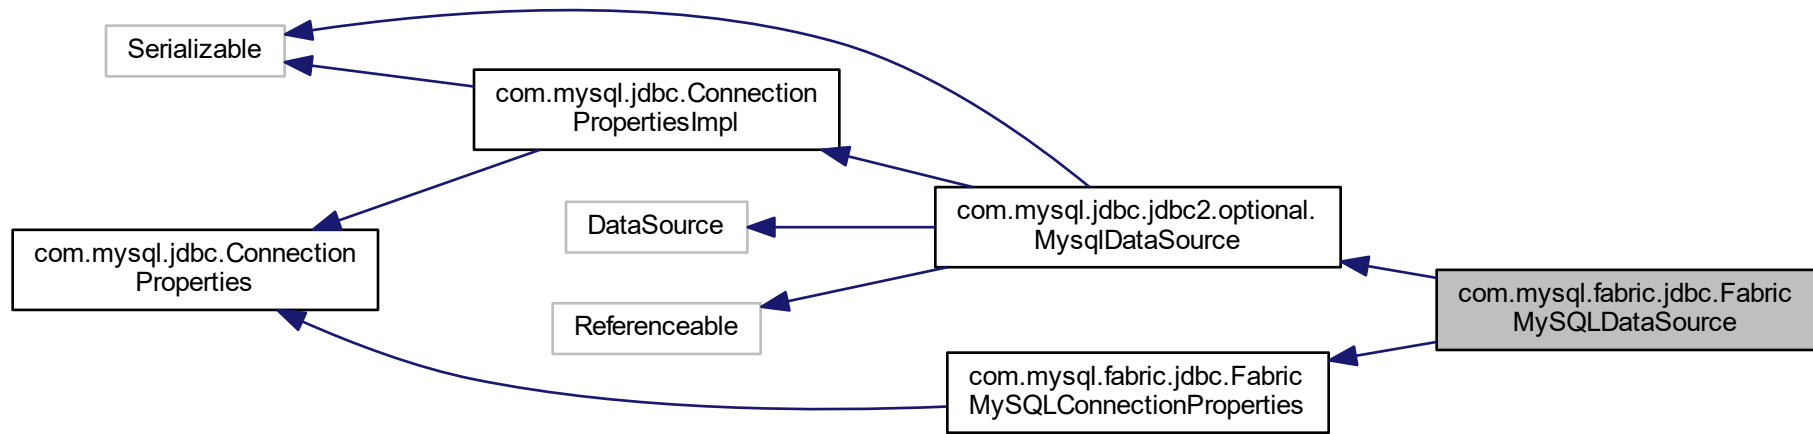 Serializable
com.mysql.jdbc.Connection
PropertiesImpl
DataSource
com.mysql.jdbc.jdbc2.optional.
MysqlDataSource
com.mysql.jdbc.Connection
Properties
com.mysql.fabric.jdbc.Fabric
MySQLDataSource
Referenceable
com.mysql.fabric.jdbc.Fabric
MySQLConnectionProperties